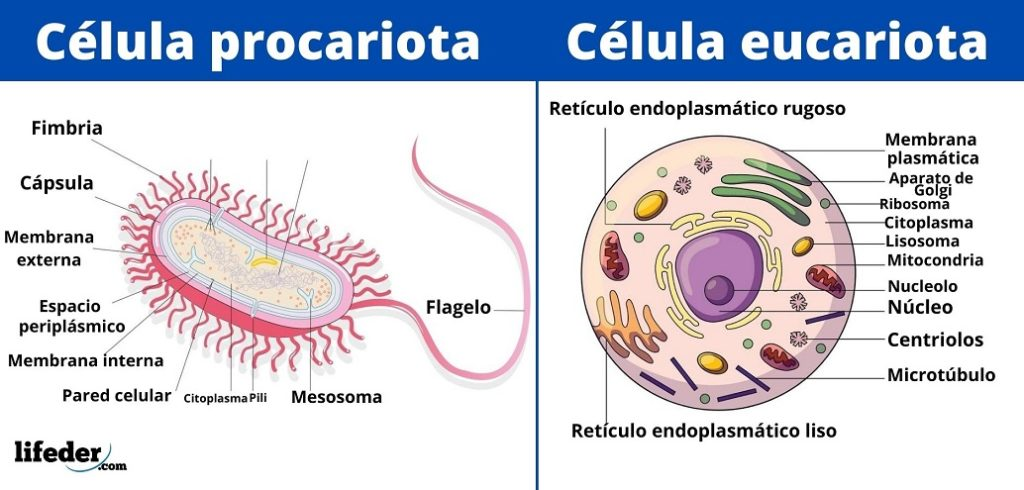 Célula procariota
Fimbria
Cápsula
Membrana
externa
Espacio
periplásmico
Membrana interna
Pared celular
Citoplasma
Pili
Mesosoma
Flagelo
lifeder
.com
Célula eucariota
Retículo endoplasmático rugoso
Membrana
plasmática
Aparato de
Golgi
Ribosoma
Citoplasma
Lisosoma
Mitocondria
Nucleolo
Núcleo
Centriolos
Microtúbulo
Retículo endoplasmático liso